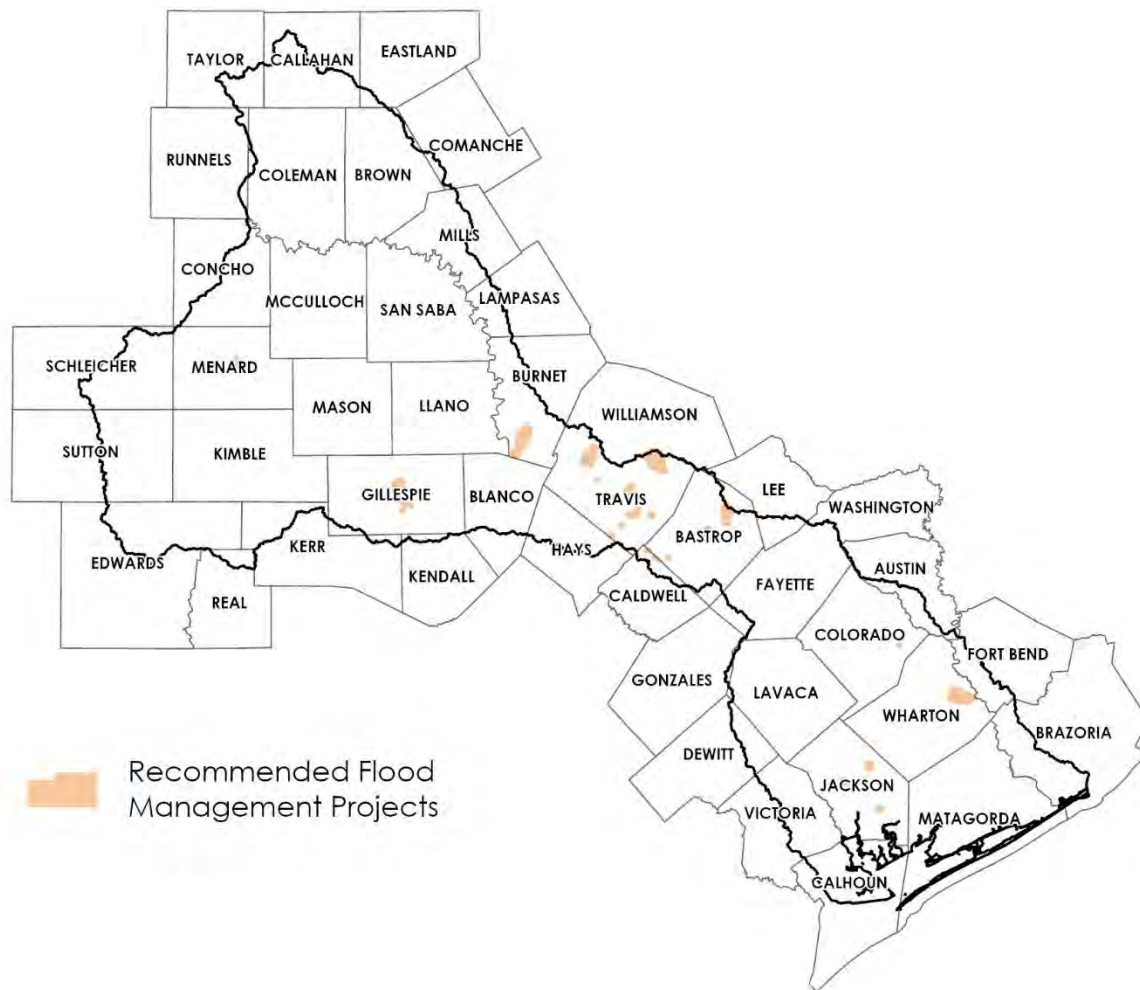 TAYLOR
CALLAHAN
EASTLAND
COMANCHE
RUNNELS
COLEMAN
BROWN
MILLS
CONCHO
MCCULLOCH
SAN SABA
LAMPASAS
SCHLEICHER
MENARD
BURNET
MASON
LLANO
WILLIAMSON
SUTTON
KIMBLE
GILLESPIE
BLANCO
TRAVIS
LEE
WASHINGTON
EDWARDS
KERR
HAYS
BASTROP
KENDALL
AUSTIN
REAL
CALDWELL
FAYETTE
COLORADO
FORT BEND
GONZALES
LAVACA
WHARTON
BRAZORIA
DEWITT
JACKSON
VICTORIA
MATAGORDA
CALHOUN
Recommended Flood
Management Projects